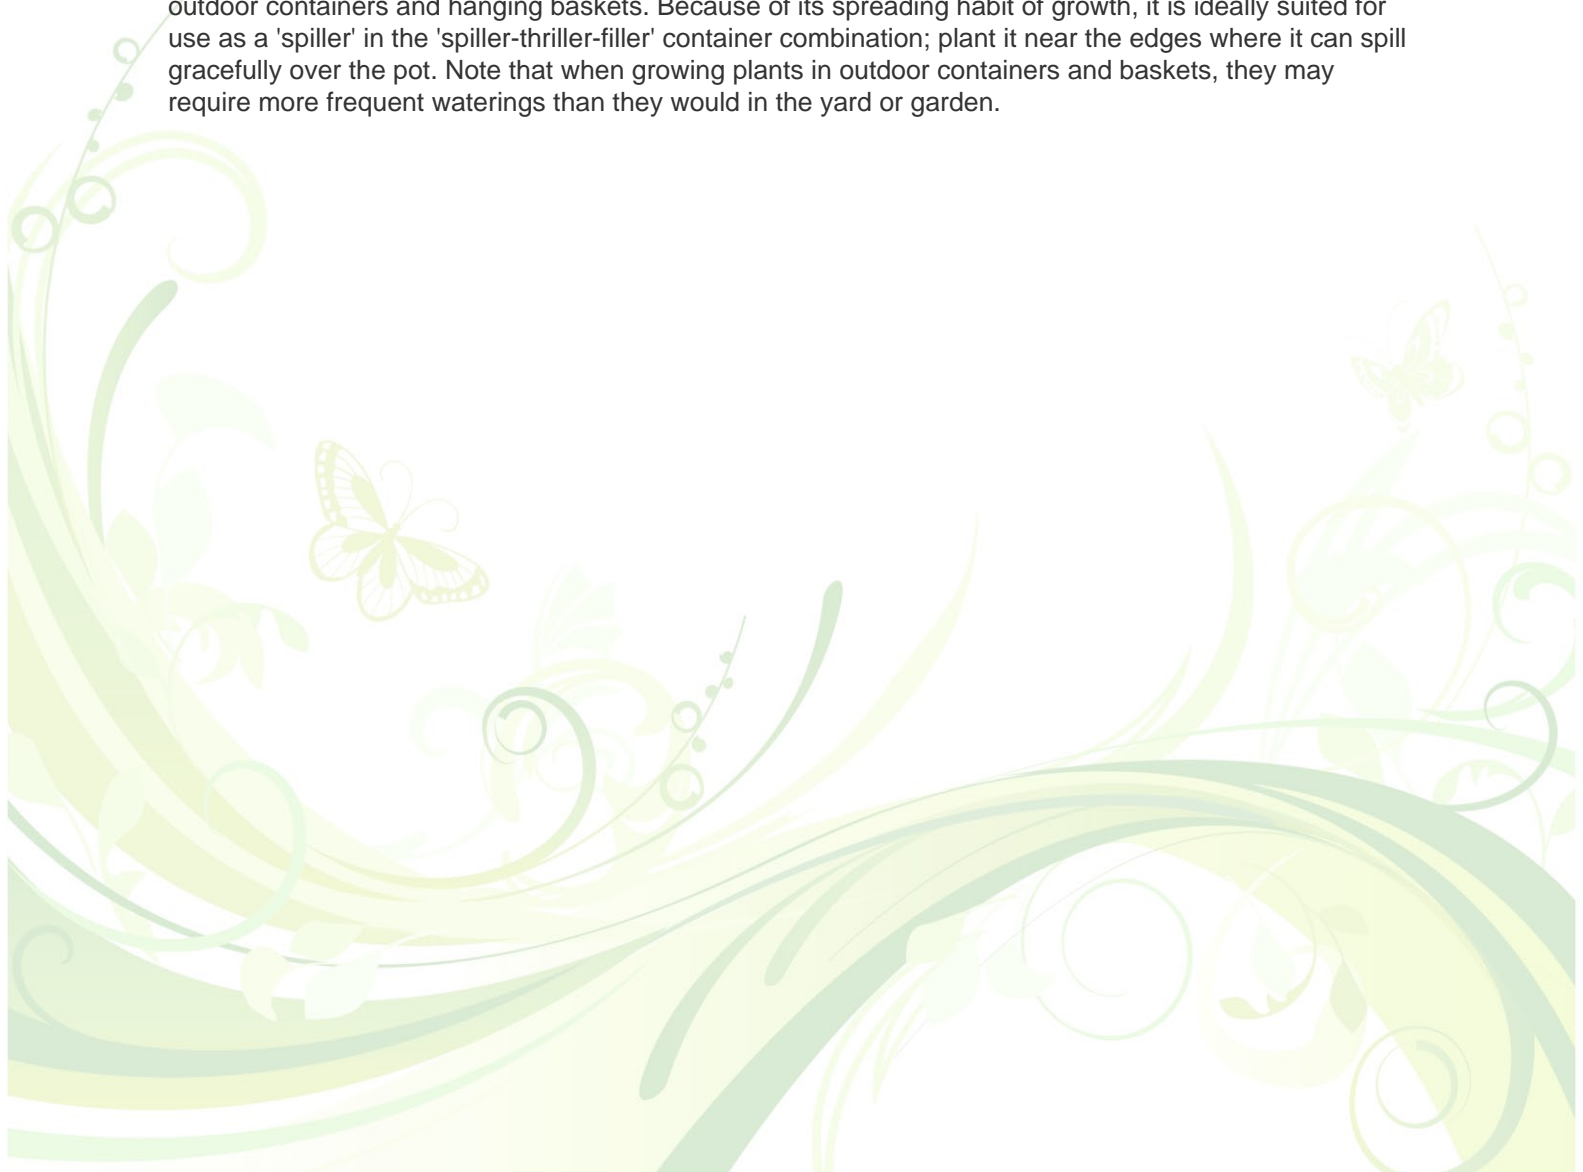 outdoor containers and hanging baskets. Because of its spreading habit of growth, it is ideally suited for
use as a 'spiller' in the 'spiller-thriller-filler' container combination; plant it near the edges where it can spill
gracefully over the pot. Note that when growing plants in outdoor containers and baskets, they may
require more frequent waterings than they would in the yard or garden.